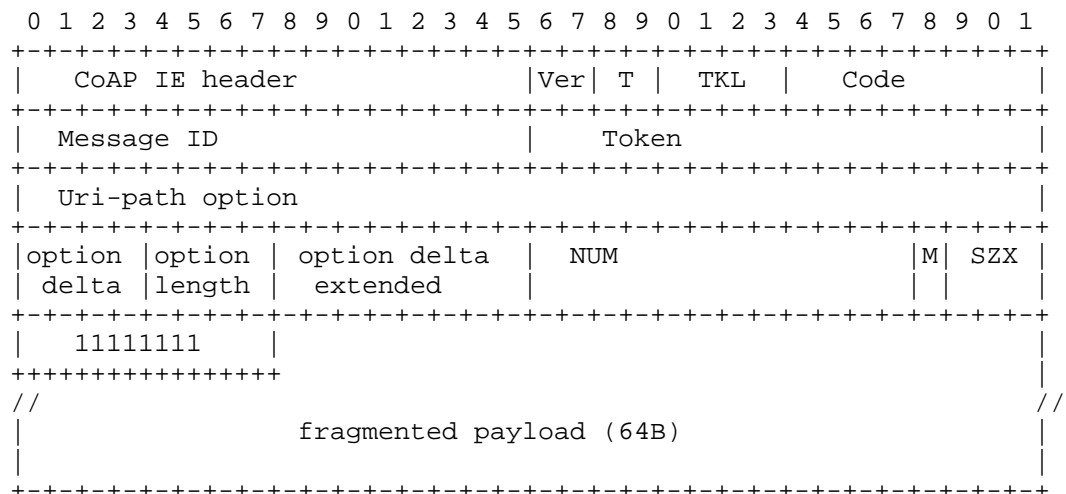 0 1 2 3 4 5 6 7 8 9 0 1 2 3 4 5 6 7 8 9 0 1 2 3 4 5 6 7 8 9 0 1
+-+-+-+-+-+-+-+-+-+-+-+-+-+-+-+-+-+-+-+-+-+-+-+-+-+-+-+-+-+-+-+-+
|   CoAP IE header              |Ver| T |  TKL  |   Code        |
+-+-+-+-+-+-+-+-+-+-+-+-+-+-+-+-+-+-+-+-+-+-+-+-+-+-+-+-+-+-+-+-+
|  Message ID                   |    Token                      |
+-+-+-+-+-+-+-+-+-+-+-+-+-+-+-+-+-+-+-+-+-+-+-+-+-+-+-+-+-+-+-+-+
|  Uri-path option                                              |
+-+-+-+-+-+-+-+-+-+-+-+-+-+-+-+-+-+-+-+-+-+-+-+-+-+-+-+-+-+-+-+-+
|option |option | option delta  |  NUM                  |M| SZX |
| delta |length |  extended     |                       | |     |
+-+-+-+-+-+-+-+-+-+-+-+-+-+-+-+-+-+-+-+-+-+-+-+-+-+-+-+-+-+-+-+-+
|   11111111    |                                               |
+++++++++++++++++                                               |
//                                                              //
|                 fragmented payload (64B)                      |
|                                                               |
+-+-+-+-+-+-+-+-+-+-+-+-+-+-+-+-+-+-+-+-+-+-+-+-+-+-+-+-+-+-+-+-+